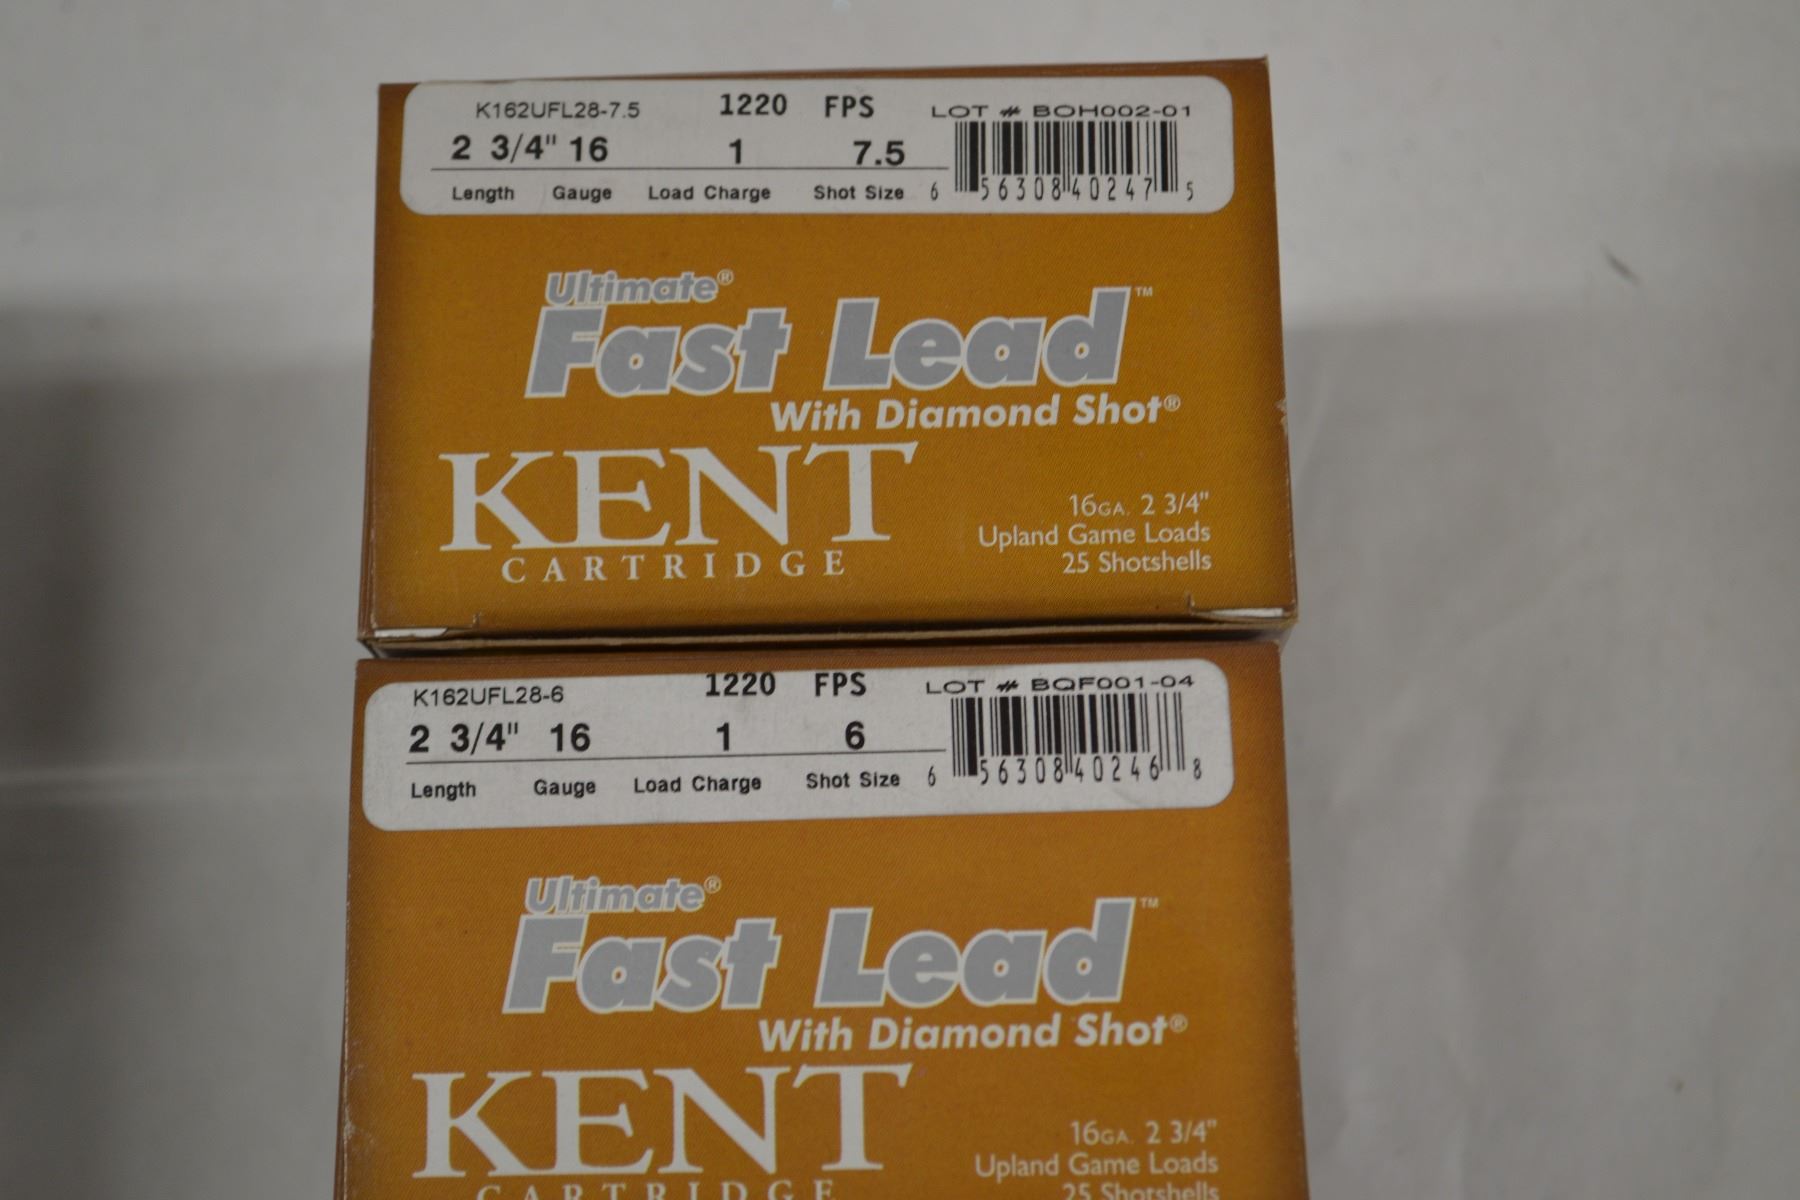 K162UFL28-7.5 1220 FPS LOT # BOH002-01
2 3/4" 16 1 7.5
Length Gauge Load Charge Shot Size
6 56308 40247 5
Ultimate®
Fast Lead™
With Diamond Shot®
KENT
CARTRIDGE
16GA. 2 3/4"
Upland Game Loads
25 Shotshells
K162UFL28-6 1220 FPS LOT # BQF001-04
2 3/4" 16 1 6
Length Gauge Load Charge Shot Size
6 56308 40246 8
Ultimate®
Fast Lead™
With Diamond Shot®
KENT
CARTRIDGE
16GA. 2 3/4"
Upland Game Loads
25 Shotshells